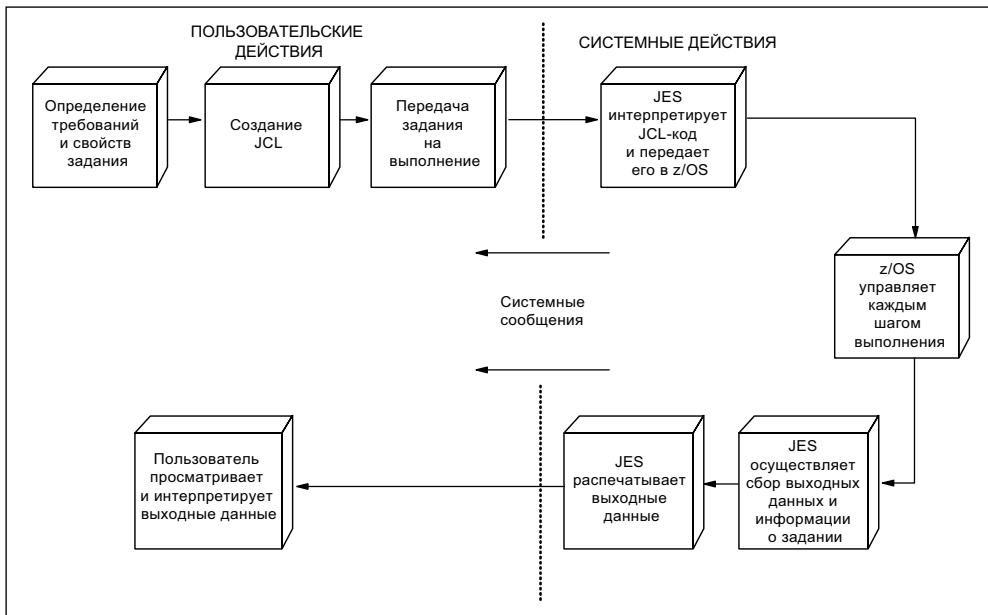 ПОЛЬЗОВАТЕЛЬСКИЕ
ДЕЙСТВИЯ
СИСТЕМНЫЕ ДЕЙСТВИЯ
Определение
требований
и свойств
задания
Создание
JCL
Передача
задания
на
выполнение
JES
интерпретирует
JCL-код
и передает
его в z/OS
z/OS
управляет
каждым
шагом
выполнения
Системные
сообщения
Пользователь
просматривает
и интерпретирует
выходные данные
JES
распечатывает
выходные
данные
JES
осуществляет
сбор выходных
данных и
информации
о задании